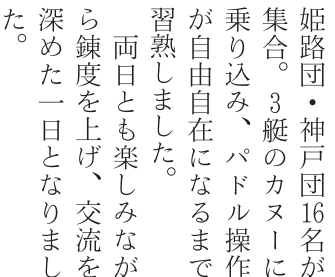 姫路団・神戸団16名が
集合。3艇のカヌーに
乗り込み、パドル操作
が自由自在になるまで
習熟しました。
　両日とも楽しみなが
ら錬度を上げ、交流を
深めた一日となりまし
た。